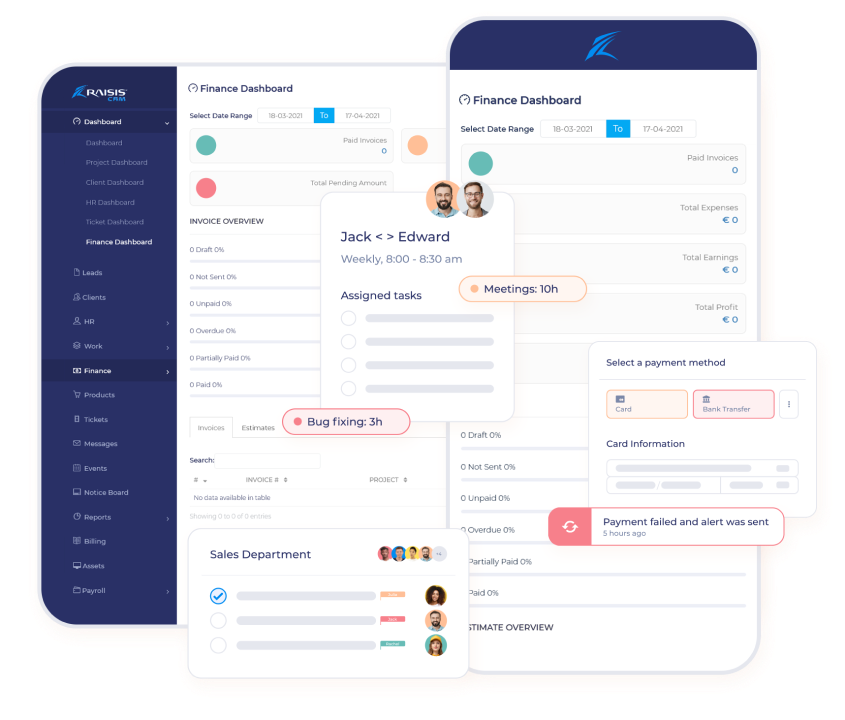 RAISIS
CRM
Dashboard
Dashboard
Project Dashboard
Client Dashboard
HR Dashboard
Ticket Dashboard
Finance Dashboard
Leads
Clients
HR
Work
Finance
Products
Tickets
Messages
Events
Notice Board
Reports
Billing
Assets
Payroll
Finance Dashboard
Select Date Range 18-03-2021 To 17-04-2021
Paid Invoices
0
Total Pending Amount
INVOICE OVERVIEW
0 Draft 0%
0 Not Sent 0%
0 Unpaid 0%
0 Overdue 0%
0 Partially Paid 0%
0 Paid 0%
Invoices Estimates
Search:
# INVOICE # PROJECT
No data available in table
Showing 0 to 0 of 0 entries
Jack < > Edward
Weekly, 8:00 - 8:30 am
Assigned tasks
Meetings: 10h
Bug fixing: 3h
Sales Department
Finance Dashboard
Select Date Range 18-03-2021 To 17-04-2021
Paid Invoices
0
Total Expenses
€ 0
Total Earnings
€ 0
Total Profit
€ 0
0 Draft 0%
0 Not Sent 0%
0 Unpaid 0%
0 Overdue 0%
Partially Paid 0%
Paid 0%
STIMATE OVERVIEW
Select a payment method
Card
Bank Transfer
Card Information
Payment failed and alert was sent
5 hours ago